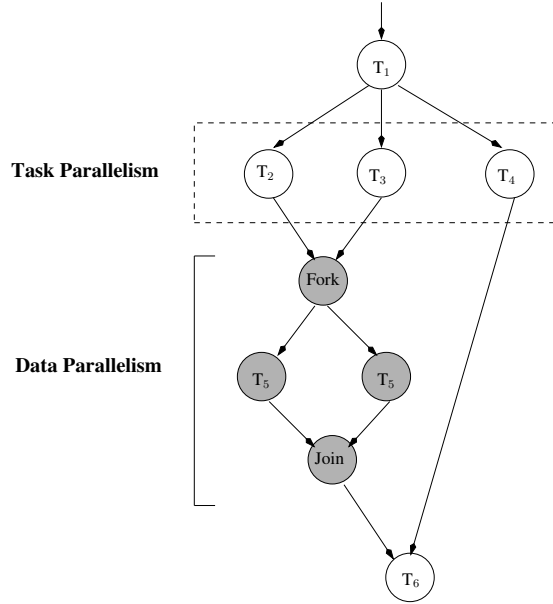 T1
Task Parallelism
T2
T3
T4
Fork
Data Parallelism
T5
T5
Join
T6